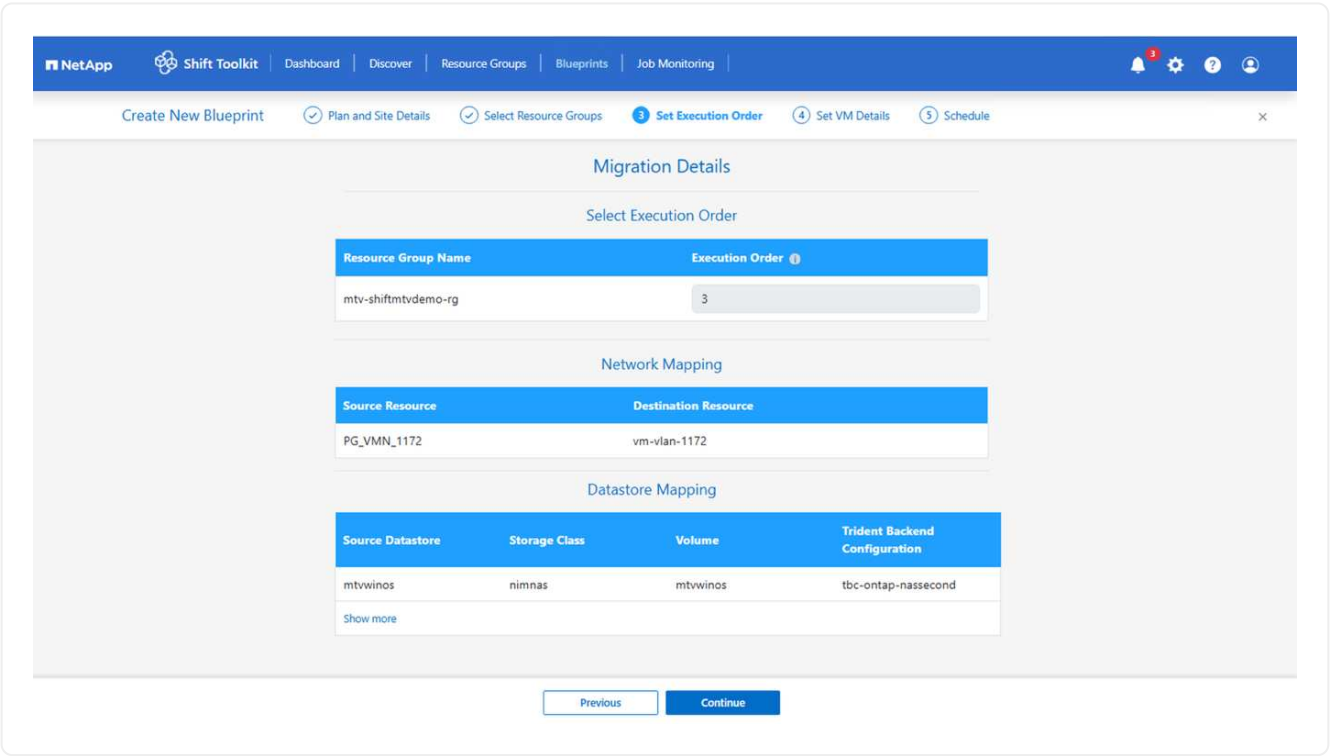 NetApp Shift Toolkit Dashboard Discover Resource Groups Blueprints Job Monitoring 3
Create New Blueprint Plan and Site Details Select Resource Groups 3 Set Execution Order 4 Set VM Details 5 Schedule
Migration Details
Select Execution Order
Resource Group Name Execution Order
mtv-shiftmtvdemo-rg 3
Network Mapping
Source Resource Destination Resource
PG_VMN_1172 vm-vlan-1172
Datastore Mapping
Source Datastore Storage Class Volume Trident Backend
Configuration
mtvwinos nimnas mtvwinos tbc-ontap-nassecond
Show more
Previous Continue